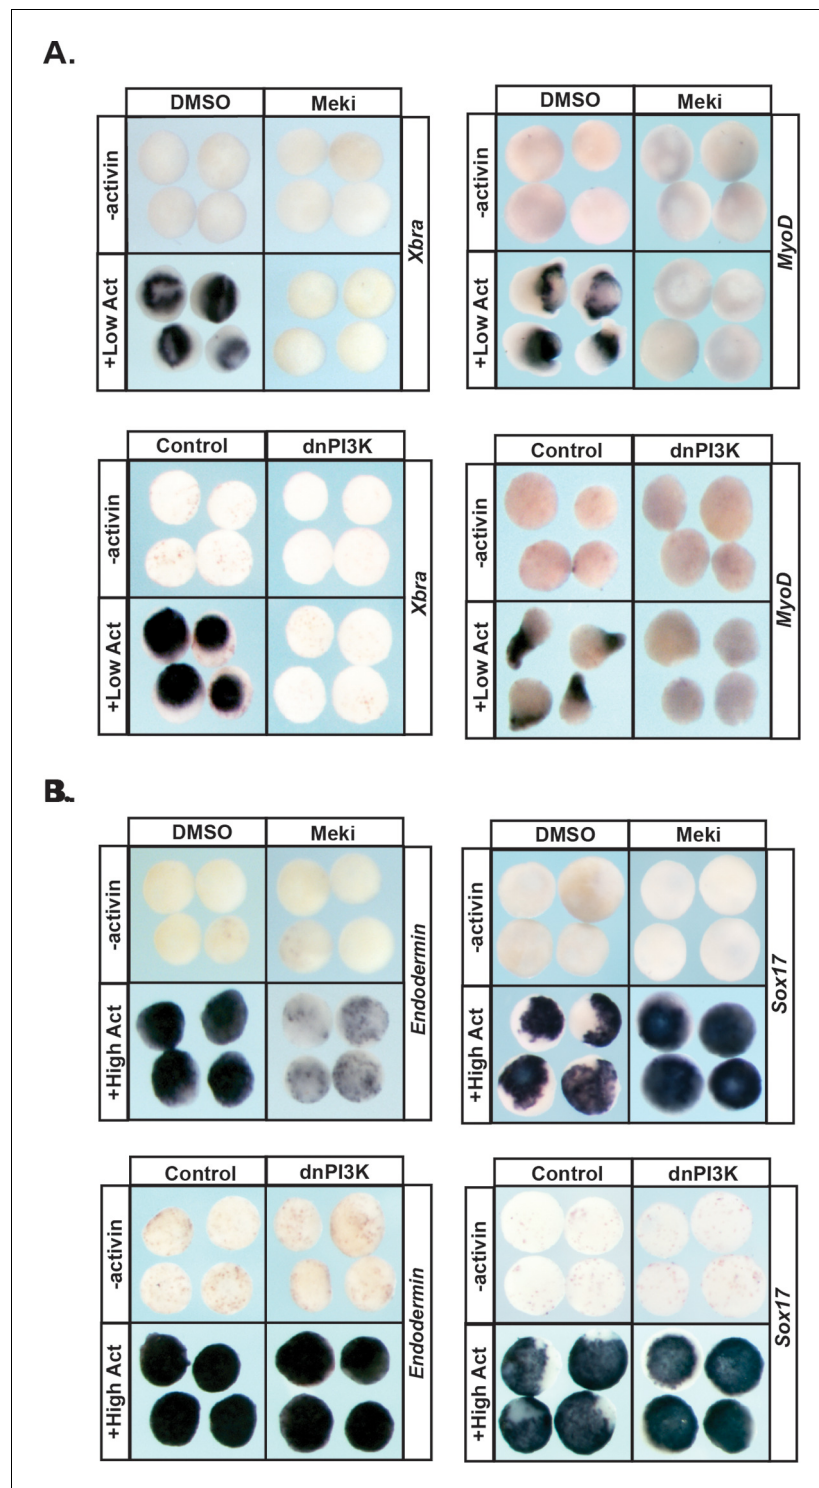 A.
DMSO Meki
-activin
+Low Act
Xbra
DMSO Meki
-activin
+Low Act
MyoD
Control dnPI3K
-activin
+Low Act
Xbra
Control dnPI3K
-activin
+Low Act
MyoD
B.
DMSO Meki
-activin
+High Act
Endodermin
DMSO Meki
-activin
+High Act
Sox17
Control dnPI3K
-activin
+High Act
Endodermin
Control dnPI3K
-activin
+High Act
Sox17